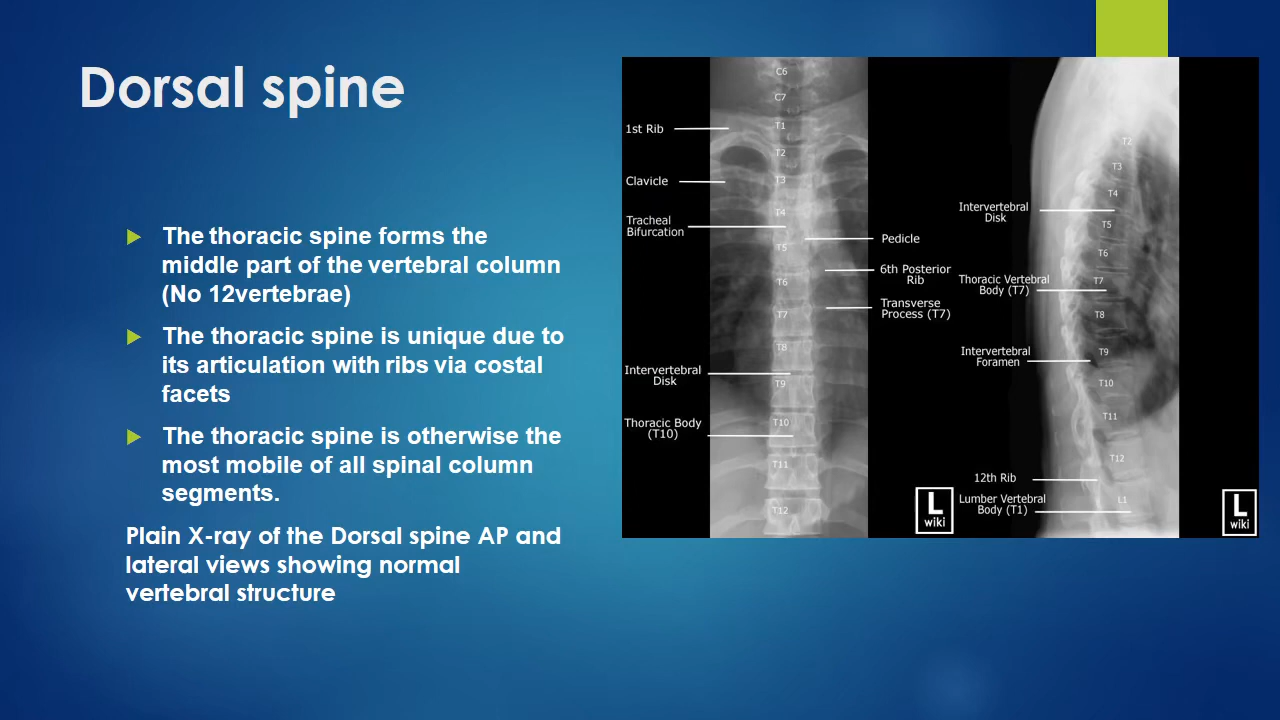 Dorsal spine
The thoracic spine forms the
middle part of the vertebral column
(No 12vertebrae)
The thoracic spine is unique due to
its articulation with ribs via costal
facets
The thoracic spine is otherwise the
most mobile of all spinal column
segments.
Plain X-ray of the Dorsal spine AP and
lateral views showing normal
vertebral structure
C6
C7
T1
T2
T3
T4
T5
T6
T7
T8
T9
T10
T11
T12
1st Rib
Clavicle
Tracheal
Bifurcation
Intervertebral
Disk
Thoracic Body
(T10)
Pedicle
6th Posterior
Rib
Transverse
Process (T7)
L
wiki
T2
T3
T4
T5
T6
T7
T8
T9
T10
T11
T12
L1
Intervertebral
Disk
Thoracic Vertebral
Body (T7)
Intervertebral
Foramen
12th Rib
Lumber Vertebral
Body (T1)
L
wiki